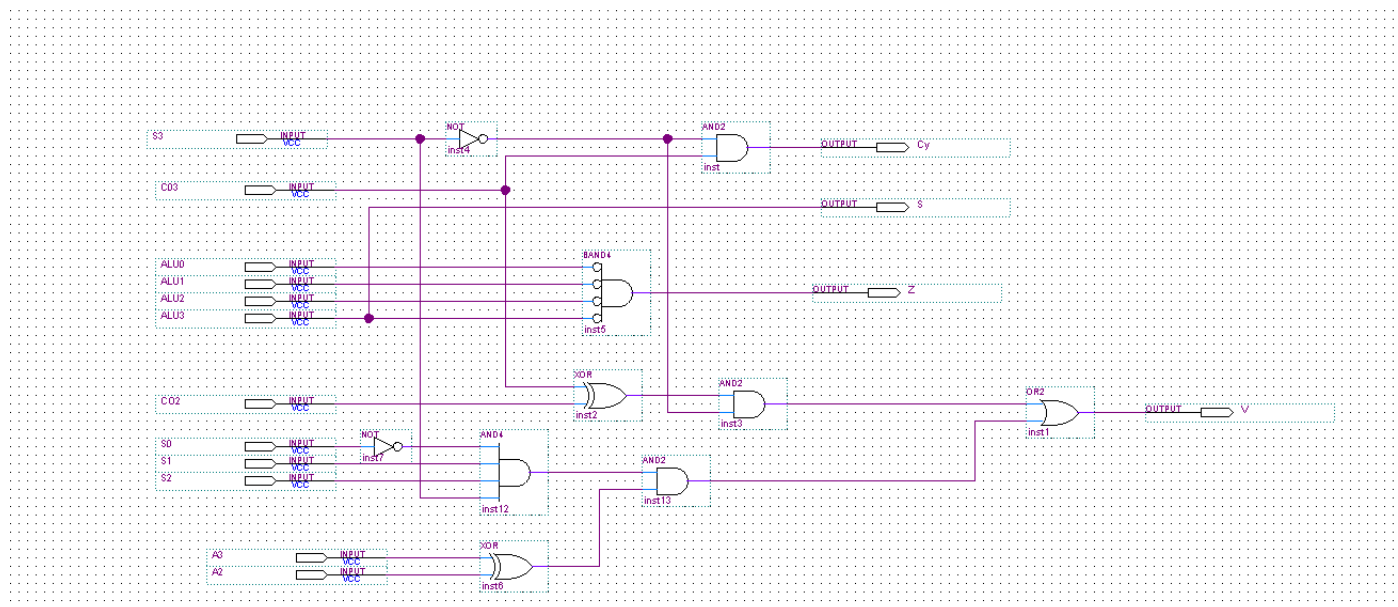 S3 INPUT VCC
NOT
inst4
AND2
inst
OUTPUT Cy
C03 INPUT VCC
OUTPUT S
BAND4
ALU0 INPUT VCC
ALU1 INPUT VCC
ALU2 INPUT VCC
ALU3 INPUT VCC
inst5
OUTPUT Z
XOR
inst2
AND2
inst3
OR2
inst1
OUTPUT V
CO2 INPUT VCC
S0 INPUT VCC
S1 INPUT VCC
S2 INPUT VCC
NOT
inst7
AND4
inst12
AND2
inst13
A3 INPUT VCC
A2 INPUT VCC
XOR
inst6